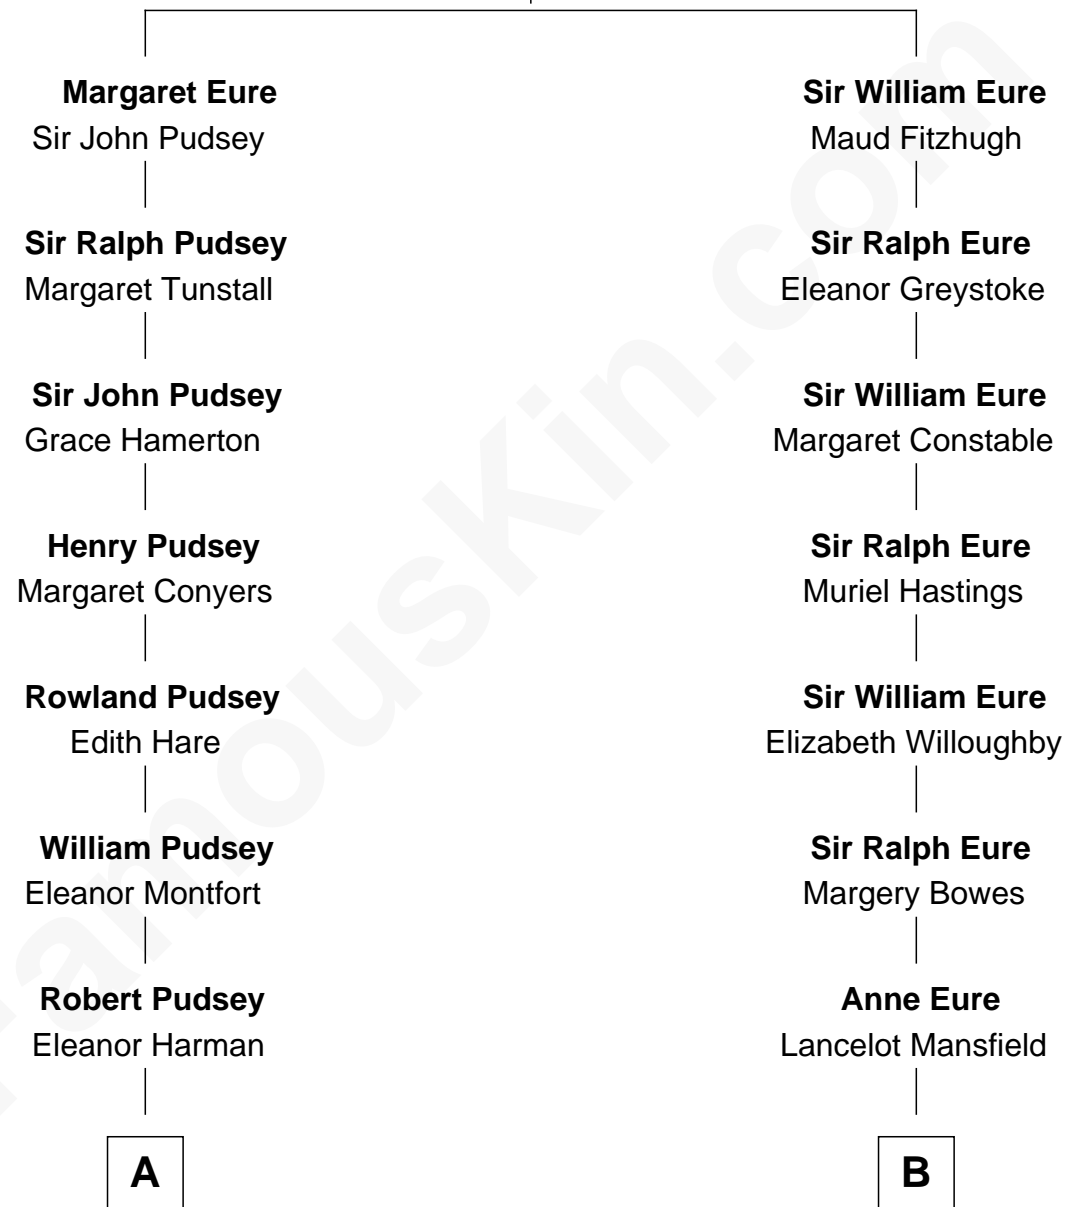 Margaret Eure
Sir John Pudsey
Sir Ralph Pudsey
Margaret Tunstall
Sir John Pudsey
Grace Hamerton
Henry Pudsey
Margaret Conyers
Rowland Pudsey
Edith Hare
William Pudsey
Eleanor Montfort
Robert Pudsey
Eleanor Harman
A
Sir William Eure
Maud Fitzhugh
Sir Ralph Eure
Eleanor Greystoke
Sir William Eure
Margaret Constable
Sir Ralph Eure
Muriel Hastings
Sir William Eure
Elizabeth Willoughby
Sir Ralph Eure
Margery Bowes
Anne Eure
Lancelot Mansfield
B
FamousKin.com